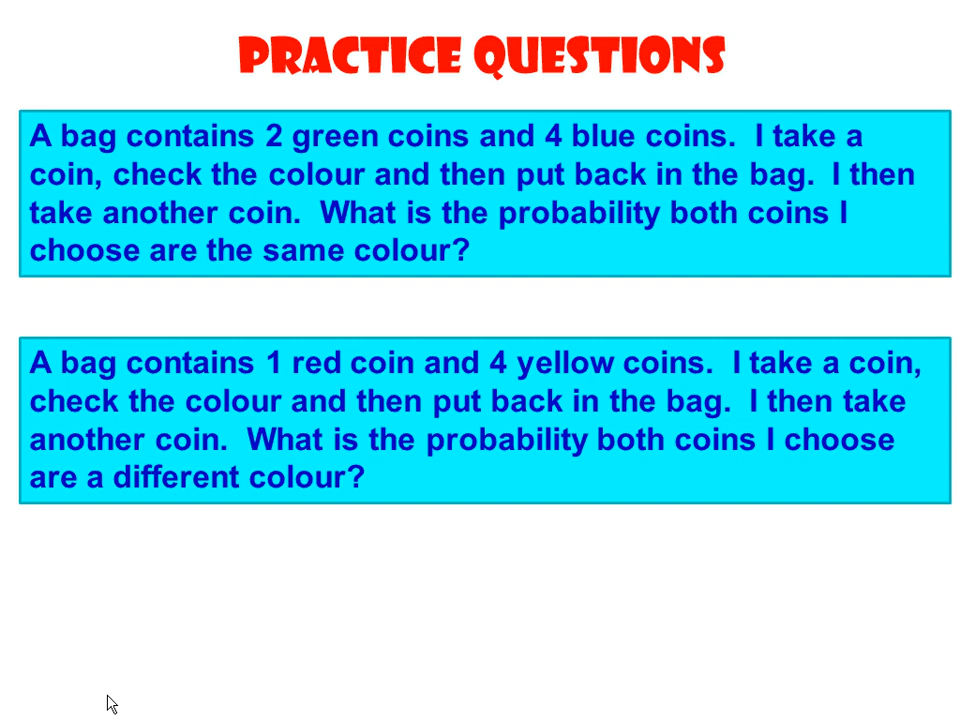 PRACTICE QUESTIONS
A bag contains 2 green coins and 4 blue coins.  I take a
coin, check the colour and then put back in the bag.  I then
take another coin.  What is the probability both coins I
choose are the same colour?
A bag contains 1 red coin and 4 yellow coins.  I take a coin,
check the colour and then put back in the bag.  I then take
another coin.  What is the probability both coins I choose
are a different colour?